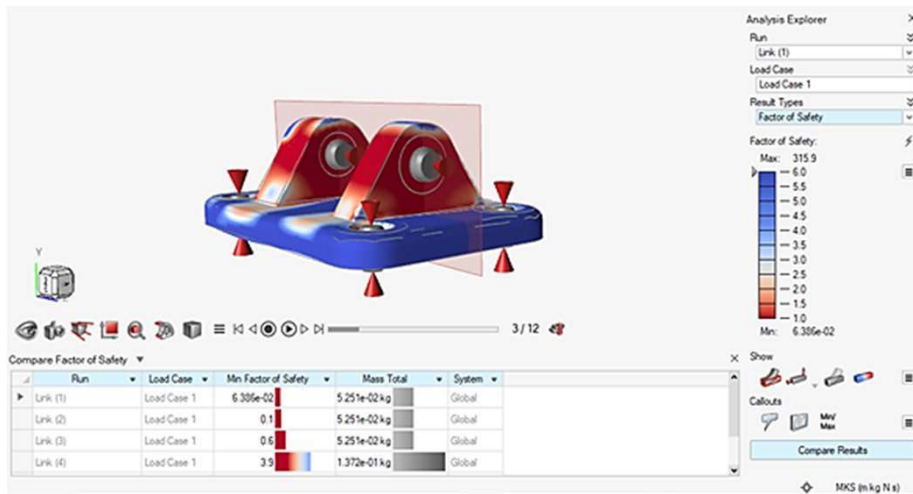 Analysis Explorer
Run
Link (1)
Load Case
Load Case 1
Result Types
Factor of Safety
Factor of Safety:
Max: 315.9
6.0
5.5
5.0
4.5
4.0
3.5
3.0
2.5
2.0
1.5
1.0
Min: 6.386e-02
Y
3 / 12
Compare Factor of Safety
Run Load Case Min Factor of Safety Mass Total System
Link (1) Load Case 1 6.386e-02 5.251e-02 kg Global
Link (2) Load Case 1 0.1 5.251e-02 kg Global
Link (3) Load Case 1 0.6 5.251e-02 kg Global
Link (4) Load Case 1 3.9 1.372e-01 kg Global
Show
Callouts
Min/
Max
Compare Results
MKS (m kg N s)